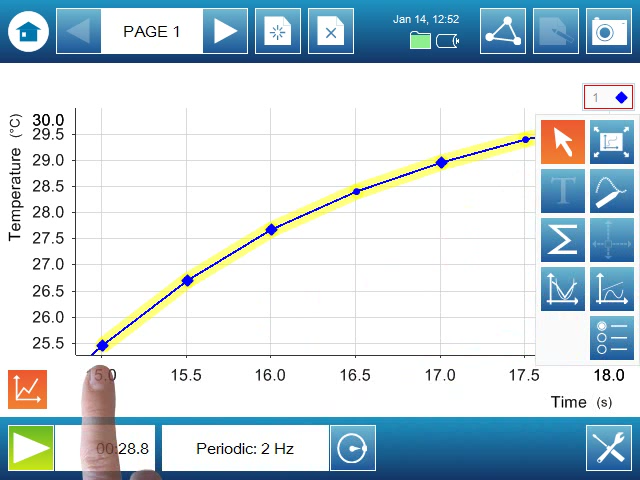 PAGE 1
Jan 14, 12:52
1
Temperature (°C)
30.0
29.5
29.0
28.5
28.0
27.5
27.0
26.5
26.0
25.5
15.0 15.5 16.0 16.5 17.0 17.5 18.0
Time (s)
T
Σ
00:28.8
Periodic: 2 Hz